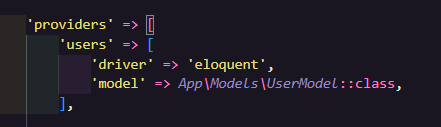 'providers' => [
'users' => [
'driver' => 'eloquent',
'model' => App\Models\UserModel::class,
],